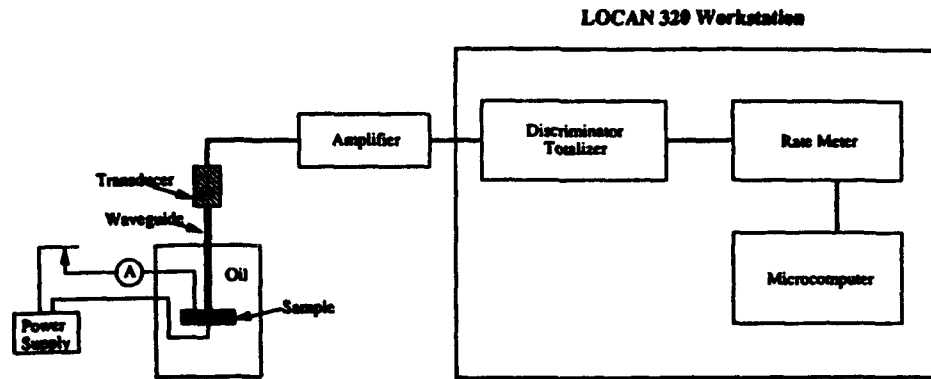 LOCAN 320 Workstation
Amplifier
Discriminator
Totalizer
Rate Meter
Transducer
Waveguide
Microcomputer
A
Oil
Sample
Power
Supply